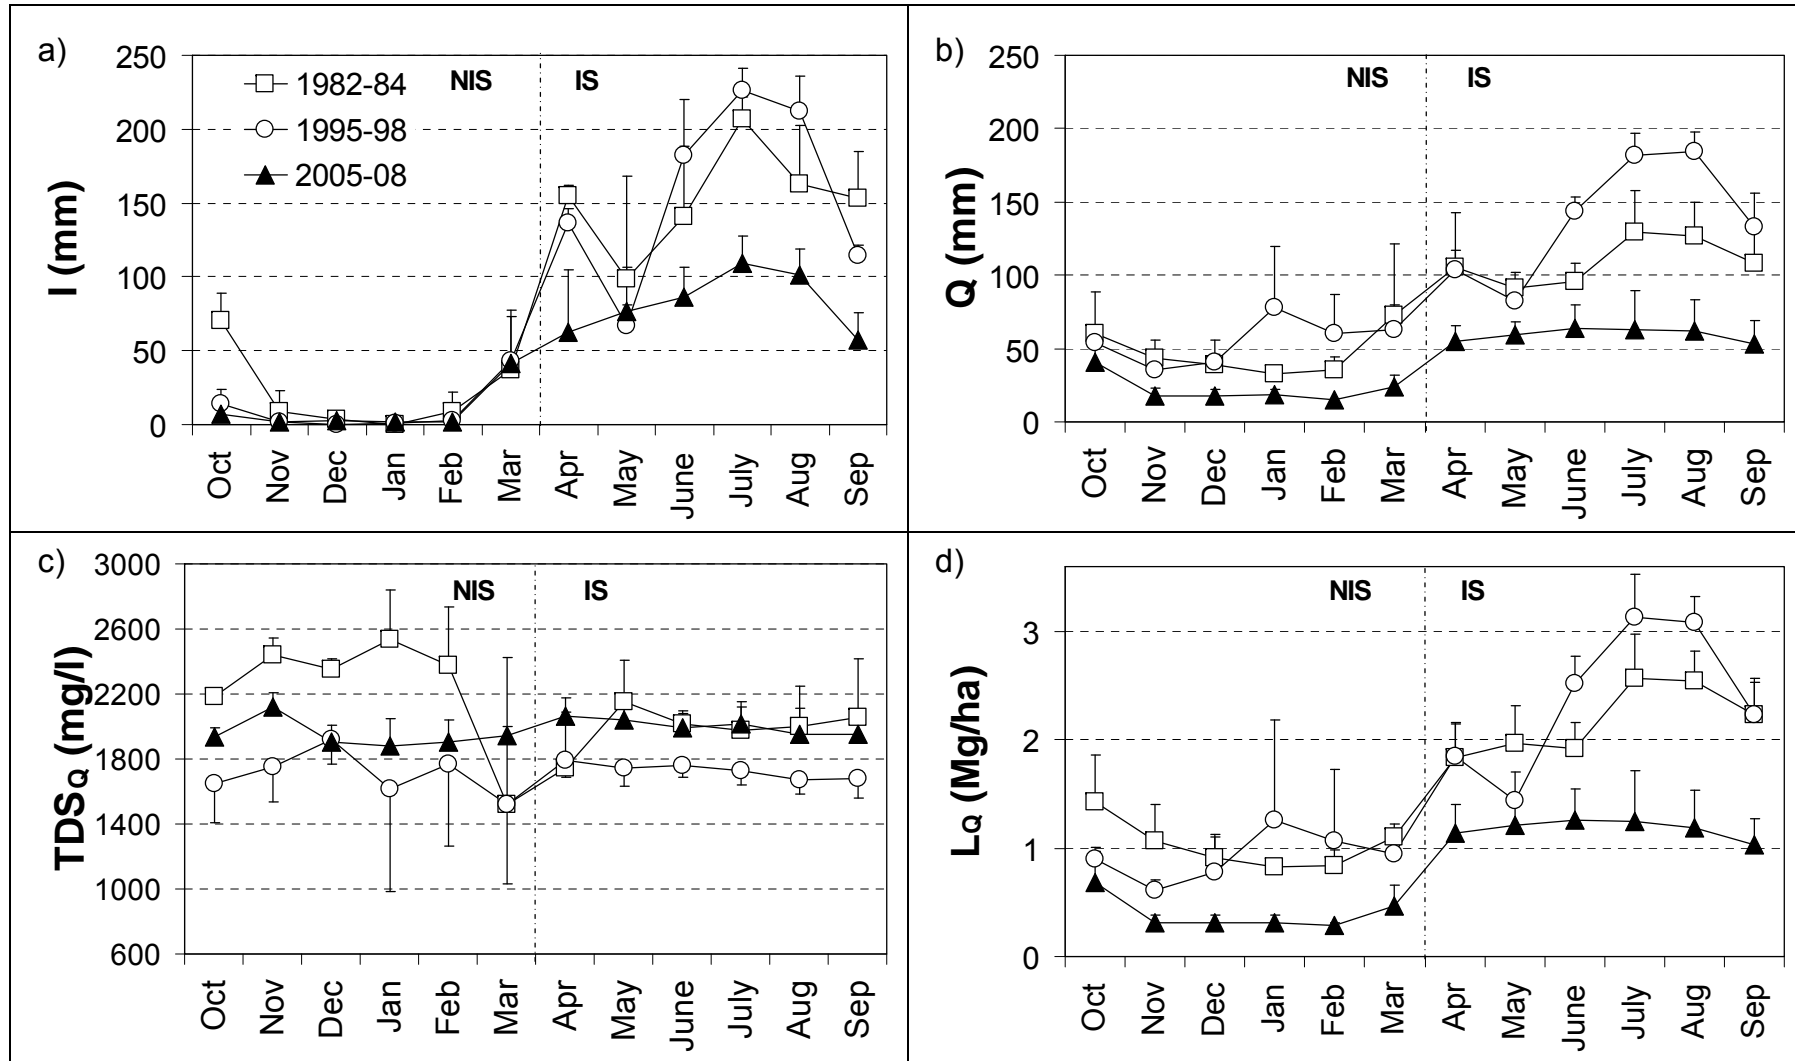 a)
I (mm)
250
200
150
100
50
0
1982-84
1995-98
2005-08
NIS
IS
Oct Nov Dec Jan Feb Mar Apr May June July Aug Sep
b)
Q (mm)
250
200
150
100
50
0
NIS
IS
Oct Nov Dec Jan Feb Mar Apr May June July Aug Sep
c)
TDSQ (mg/l)
3000
2600
2200
1800
1400
1000
600
NIS
IS
Oct Nov Dec Jan Feb Mar Apr May June July Aug Sep
d)
LQ (Mg/ha)
3
2
1
0
NIS
IS
Oct Nov Dec Jan Feb Mar Apr May June July Aug Sep